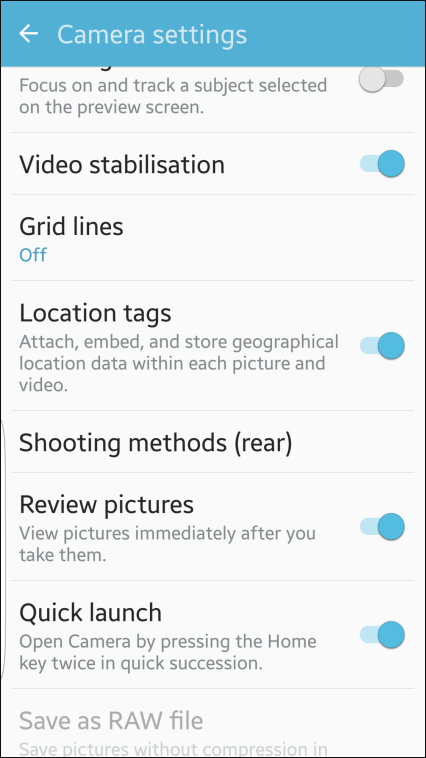 Camera settings
Focus on and track a subject selected
on the preview screen.
Video stabilisation
Grid lines
Off
Location tags
Attach, embed, and store geographical
location data within each picture and
video.
Shooting methods (rear)
Review pictures
View pictures immediately after you
take them.
Quick launch
Open Camera by pressing the Home
key twice in quick succession.
Save as RAW file
Save pictures without compression in